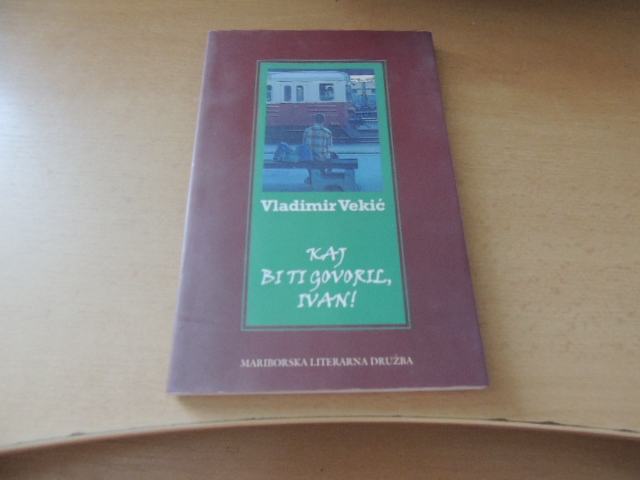 Vladimir Vekić
KAJ
BI TI GOVORIL,
IVAN!
MARIBORSKA LITERARNA DRUŽBA